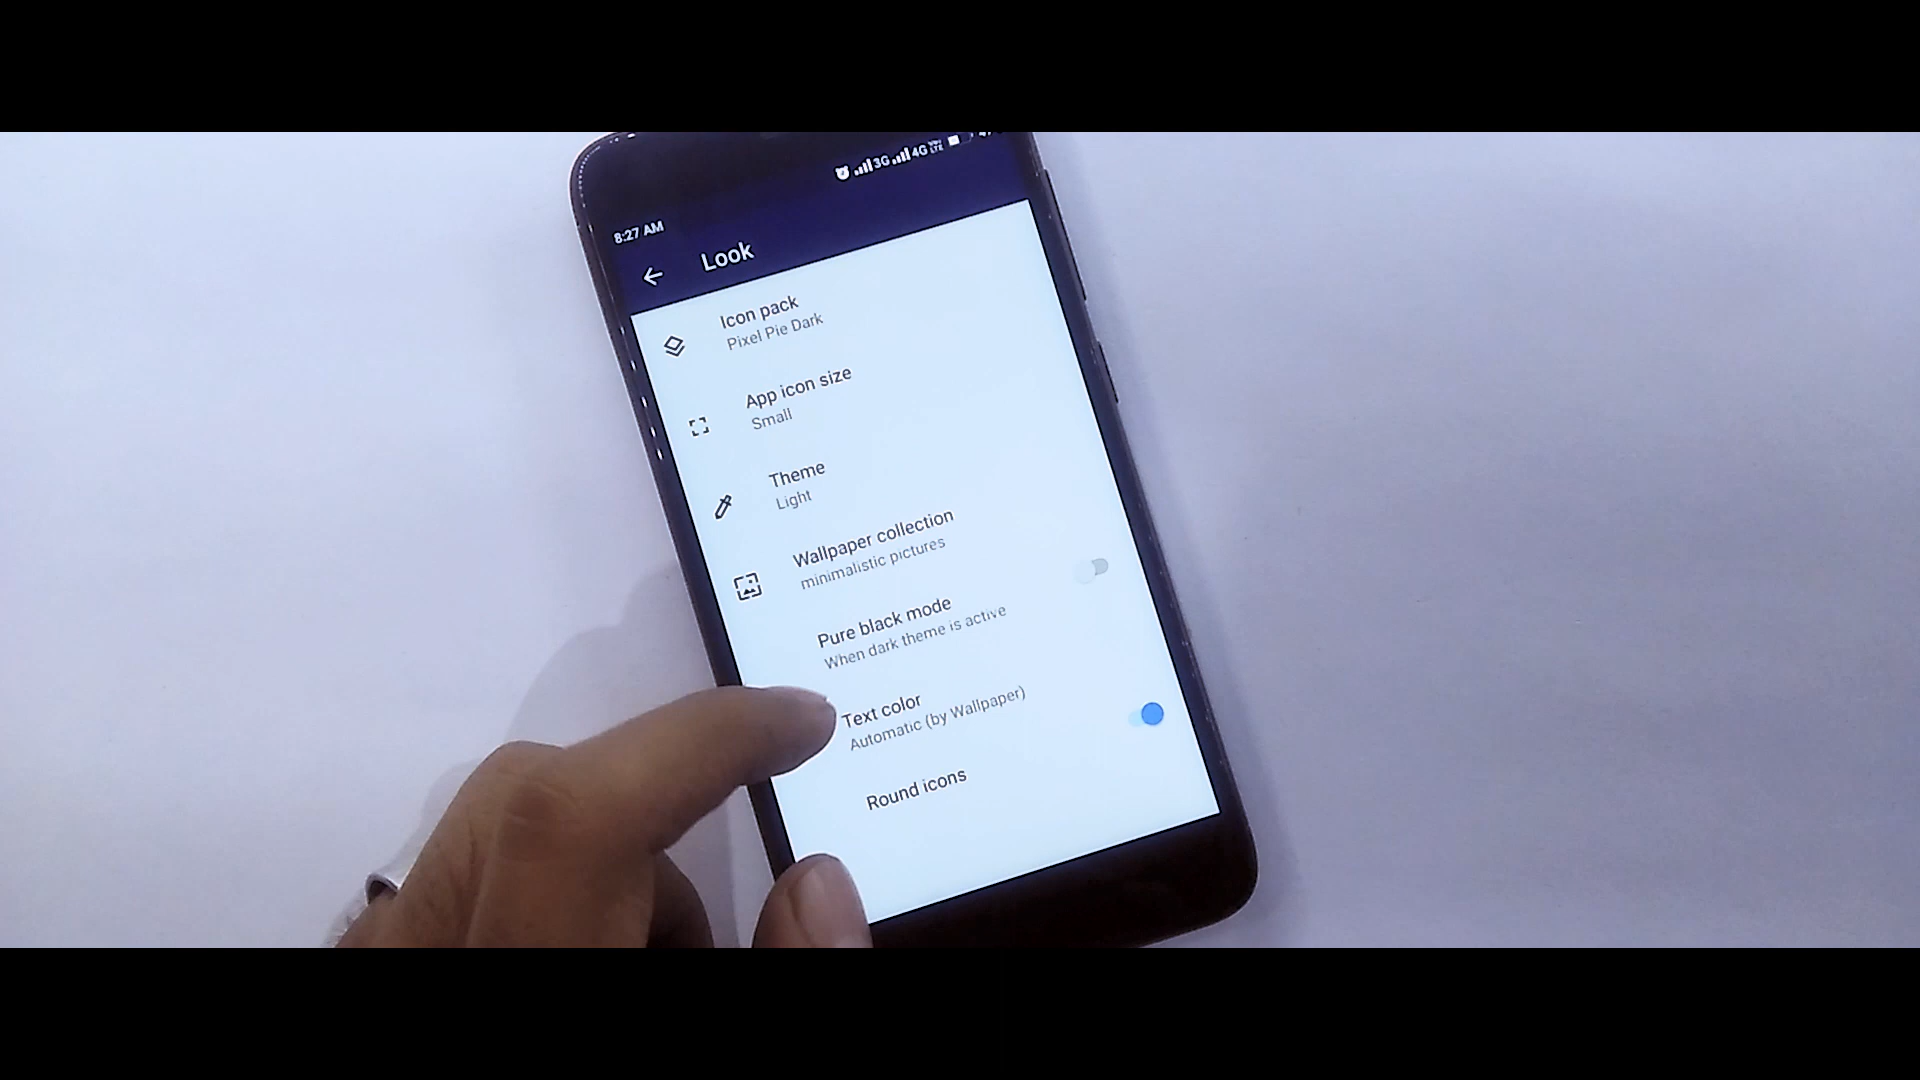 3G 4G VoLTE
8:27 AM
Look
Icon pack
Pixel Pie Dark
App icon size
Small
Theme
Light
Wallpaper collection
minimalistic pictures
Pure black mode
When dark theme is active
Text color
Automatic (by Wallpaper)
Round icons